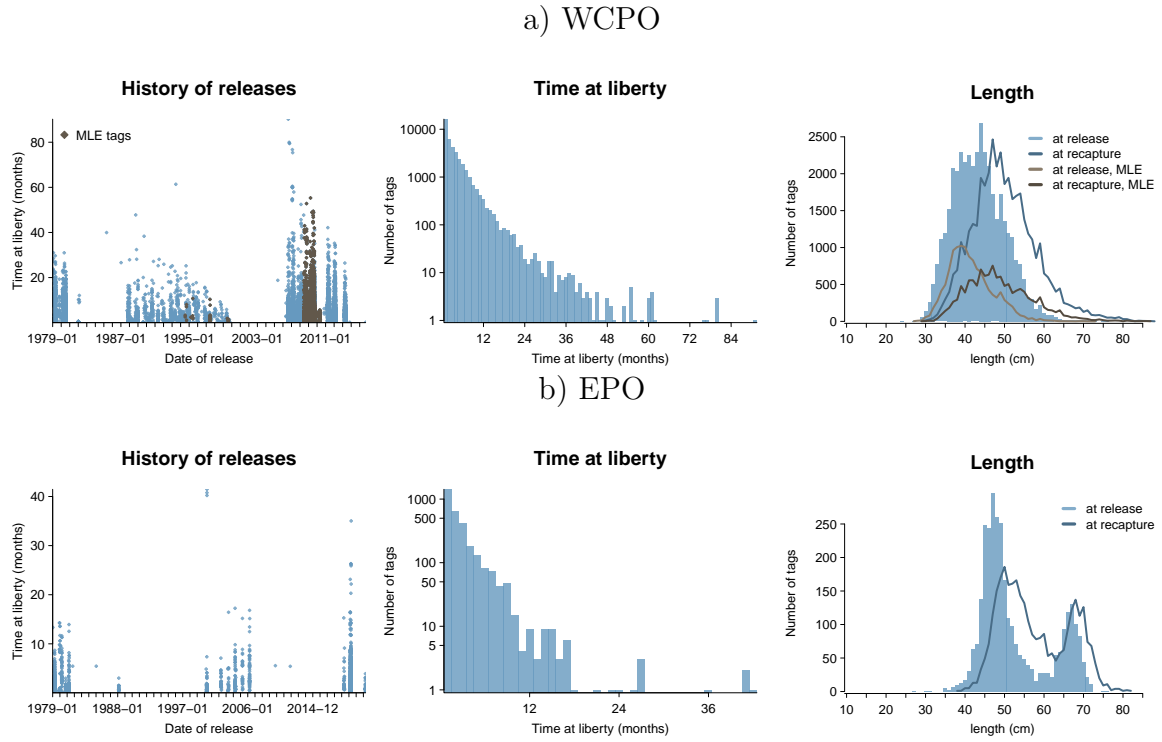 a) WCPO
History of releases
Time at liberty (months)
80
60
40
20
MLE tags
1979−01
1987−01
1995−01
2003−01
2011−01
Date of release
Time at liberty
Number of tags
10000
1000
100
10
1
12
24
36
48
60
72
84
Time at liberty (months)
Length
Number of tags
2500
2000
1500
1000
500
0
at release
at recapture
at release, MLE
at recapture, MLE
10
20
30
40
50
60
70
80
length (cm)
b) EPO
History of releases
Time at liberty (months)
40
30
20
10
1979−01
1988−01
1997−01
2006−01
2014−12
Date of release
Time at liberty
Number of tags
1000
500
100
50
10
5
1
12
36
Time at liberty (months)
Length
Number of tags
250
200
150
100
50
0
at release
at recapture
10
20
30
40
50
60
70
80
length (cm)